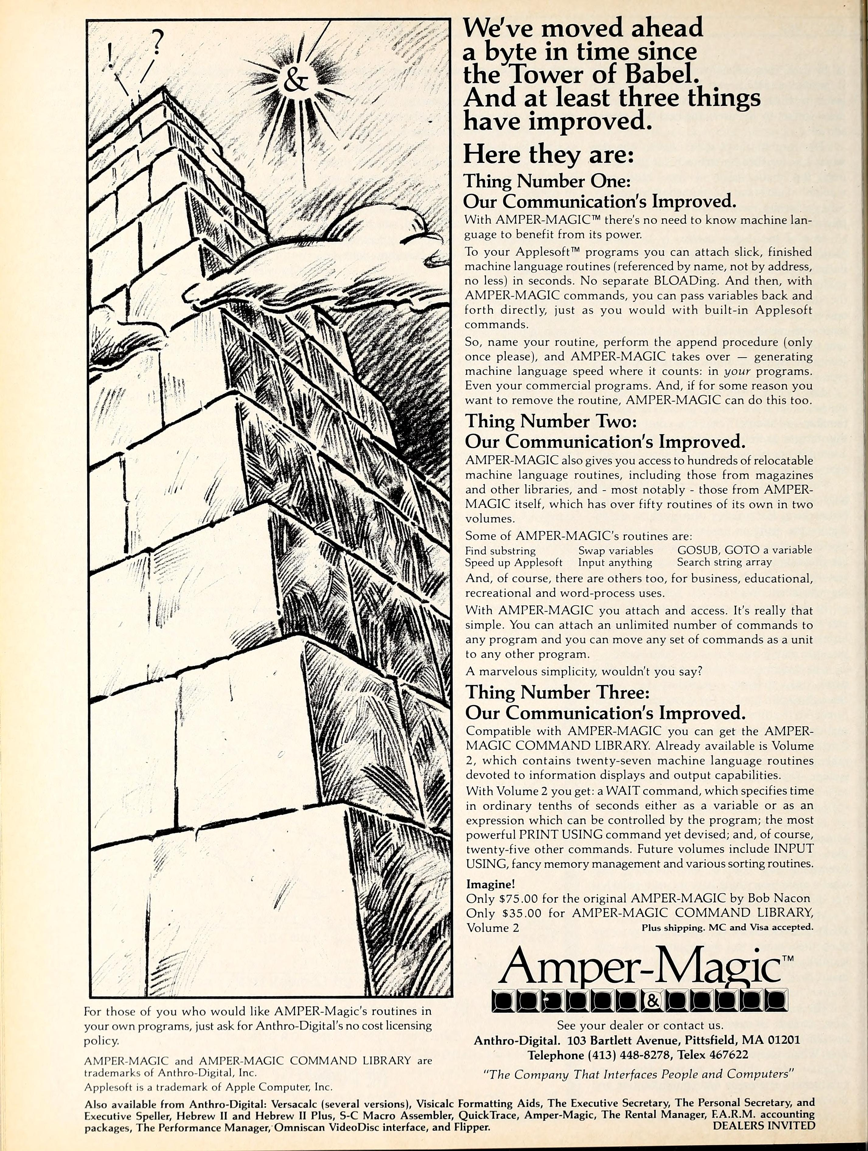 ! ?
&
We've moved ahead
a byte in time since
the Tower of Babel.
And at least three things
have improved.
Here they are:
Thing Number One:
Our Communication's Improved.
With AMPER-MAGIC™ there's no need to know machine lan-
guage to benefit from its power.
To your Applesoft™ programs you can attach slick, finished
machine language routines (referenced by name, not by address,
no less) in seconds. No separate BLOADing. And then, with
AMPER-MAGIC commands, you can pass variables back and
forth directly, just as you would with built-in Applesoft
commands.
So, name your routine, perform the append procedure (only
once please), and AMPER-MAGIC takes over — generating
machine language speed where it counts: in your programs.
Even your commercial programs. And, if for some reason you
want to remove the routine, AMPER-MAGIC can do this too.
Thing Number Two:
Our Communication's Improved.
AMPER-MAGIC also gives you access to hundreds of relocatable
machine language routines, including those from magazines
and other libraries, and - most notably - those from AMPER-
MAGIC itself, which has over fifty routines of its own in two
volumes.
Some of AMPER-MAGIC's routines are:
Find substring Swap variables GOSUB, GOTO a variable
Speed up Applesoft Input anything Search string array
And, of course, there are others too, for business, educational,
recreational and word-process uses.
With AMPER-MAGIC you attach and access. It's really that
simple. You can attach an unlimited number of commands to
any program and you can move any set of commands as a unit
to any other program.
A marvelous simplicity, wouldn't you say?
Thing Number Three:
Our Communication's Improved.
Compatible with AMPER-MAGIC you can get the AMPER-
MAGIC COMMAND LIBRARY. Already available is Volume
2, which contains twenty-seven machine language routines
devoted to information displays and output capabilities.
With Volume 2 you get: a WAIT command, which specifies time
in ordinary tenths of seconds either as a variable or as an
expression which can be controlled by the program; the most
powerful PRINT USING command yet devised; and, of course,
twenty-five other commands. Future volumes include INPUT
USING, fancy memory management and various sorting routines.
Imagine!
Only $75.00 for the original AMPER-MAGIC by Bob Nacon
Only $35.00 for AMPER-MAGIC COMMAND LIBRARY,
Volume 2 Plus shipping. MC and Visa accepted.
Amper-Magic™
&
See your dealer or contact us.
Anthro-Digital. 103 Bartlett Avenue, Pittsfield, MA 01201
Telephone (413) 448-8278, Telex 467622
"The Company That Interfaces People and Computers"
For those of you who would like AMPER-Magic's routines in
your own programs, just ask for Anthro-Digital's no cost licensing
policy.
AMPER-MAGIC and AMPER-MAGIC COMMAND LIBRARY are
trademarks of Anthro-Digital, Inc.
Applesoft is a trademark of Apple Computer, Inc.
Also available from Anthro-Digital: Versacalc (several versions), Visicalc Formatting Aids, The Executive Secretary, The Personal Secretary, and
Executive Speller, Hebrew II and Hebrew II Plus, S-C Macro Assembler, QuickTrace, Amper-Magic, The Rental Manager, F.A.R.M. accounting
packages, The Performance Manager, Omniscan VideoDisc interface, and Flipper. DEALERS INVITED